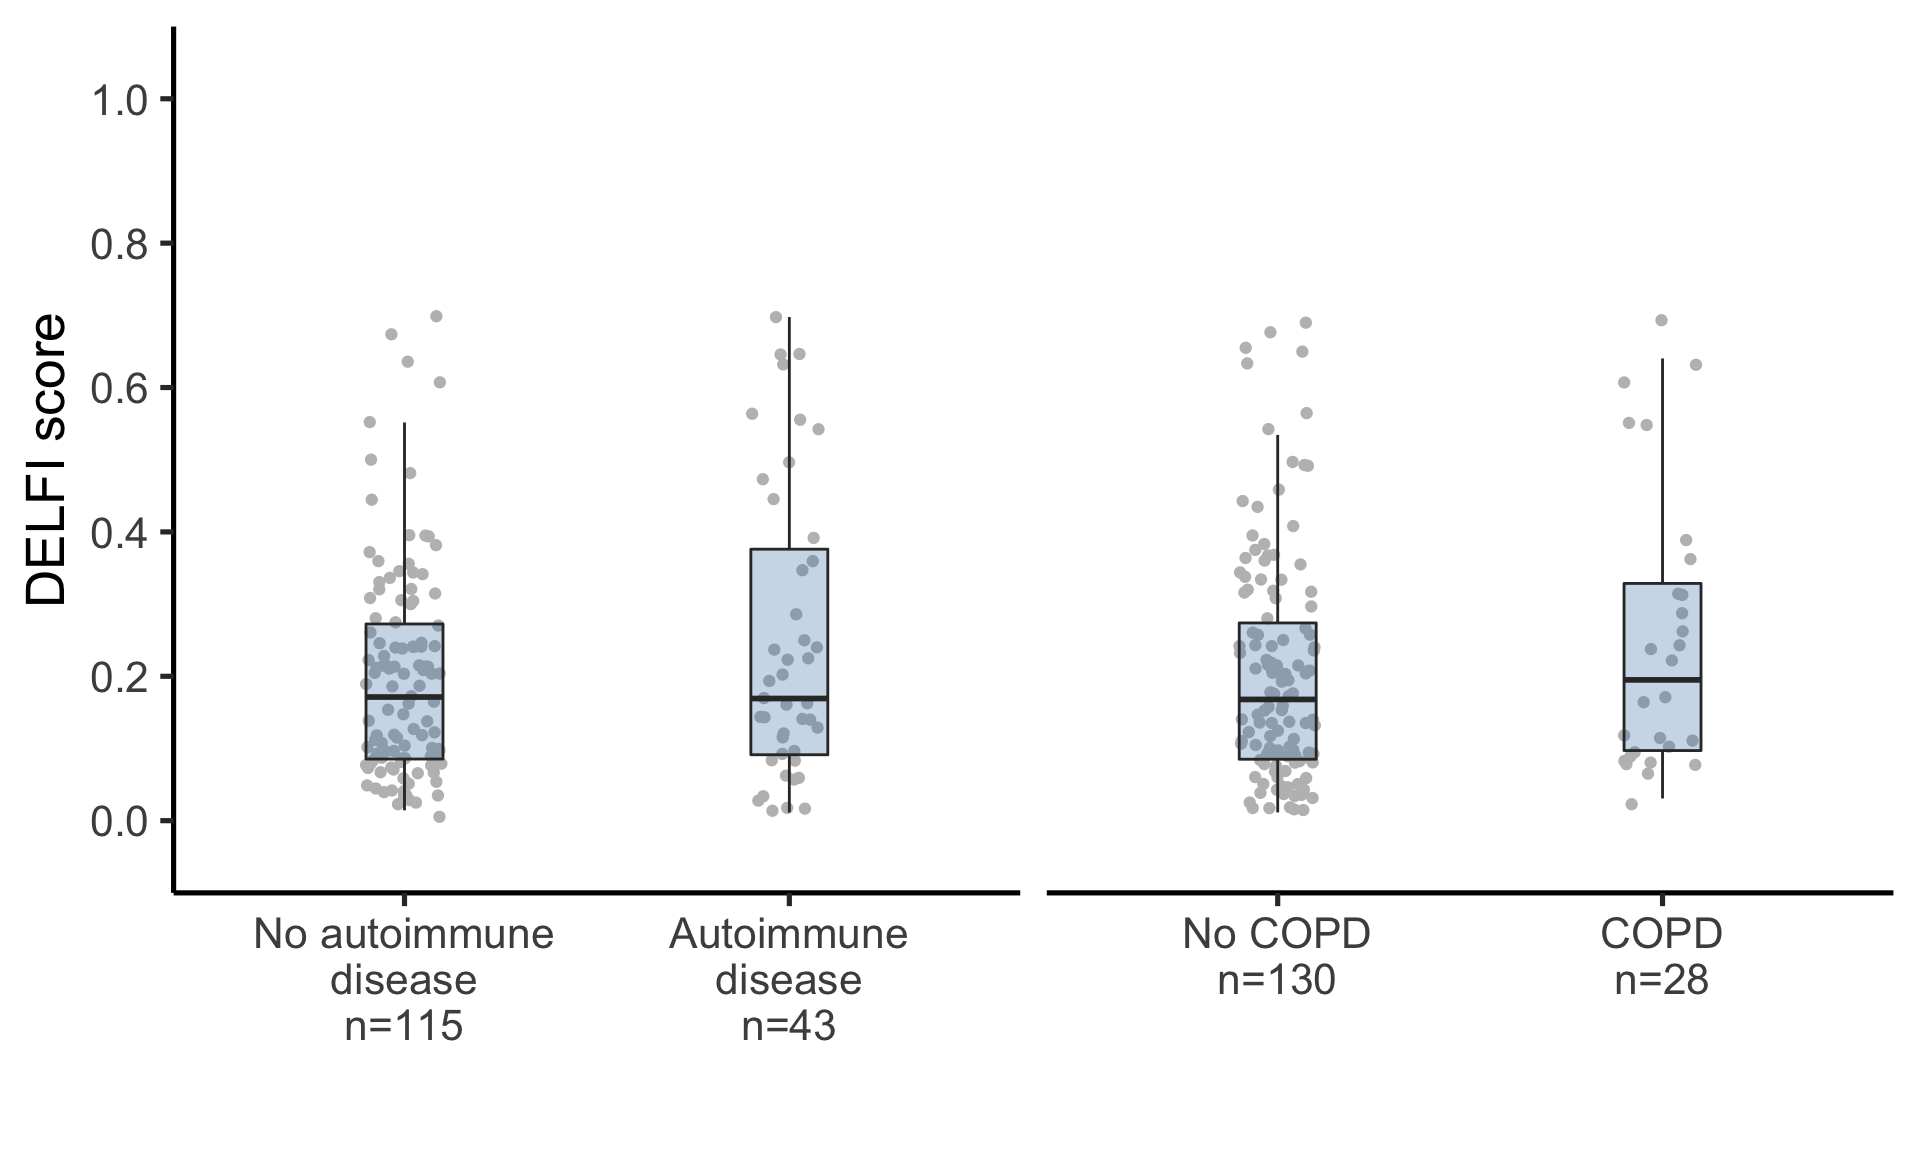 DELFI score
1.0
0.8
0.6
0.4
0.2
0.0
No autoimmune
disease
n=115
Autoimmune
disease
n=43
No COPD
n=130
COPD
n=28